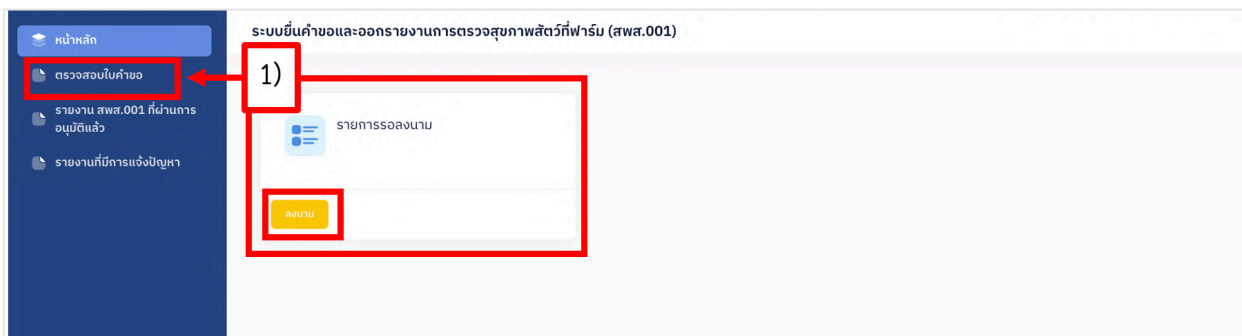 ระบบยื่นคำขอและออกรายงานการตรวจสุขภาพสัตว์ที่ฟาร์ม (สพส.001)
หน้าหลัก
ตรวจสอบใบคำขอ
รายงาน สพส.001 ที่ผ่านการ
อนุมัติแล้ว
รายงานที่มีการแจ้งปัญหา
1)
รายการรอลงนาม
ลงนาม